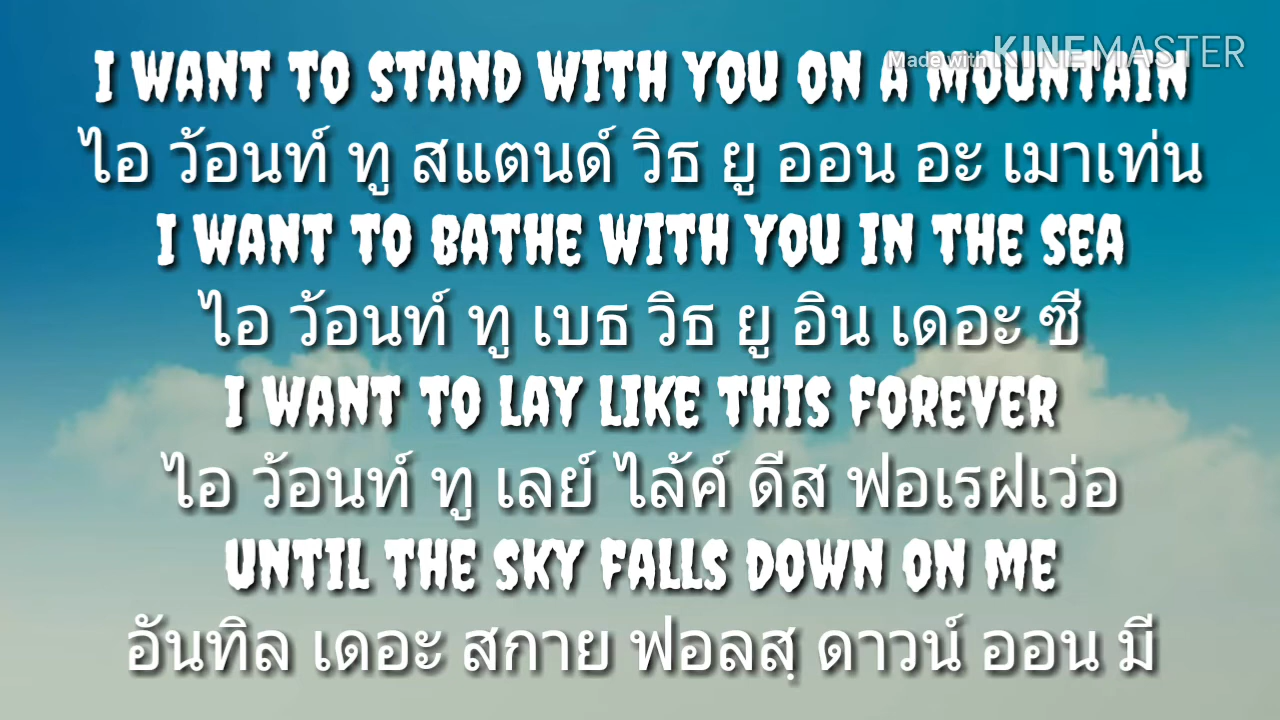 Made with KINEMASTER
I WANT TO STAND WITH YOU ON A MOUNTAIN
ไอ ว้อนท์ ทู สแตนด์ วิธ ยู ออน อะ เมาเท่น
I WANT TO BATHE WITH YOU IN THE SEA
ไอ ว้อนท์ ทู เบธ วิธ ยู อิน เดอะ ซี
I WANT TO LAY LIKE THIS FOREVER
ไอ ว้อนท์ ทู เลย์ ไล้ค์ ดีส ฟอเรฝเว่อ
UNTIL THE SKY FALLS DOWN ON ME
อันทิล เดอะ สกาย ฟอลสฺ ดาวน์ ออน มี